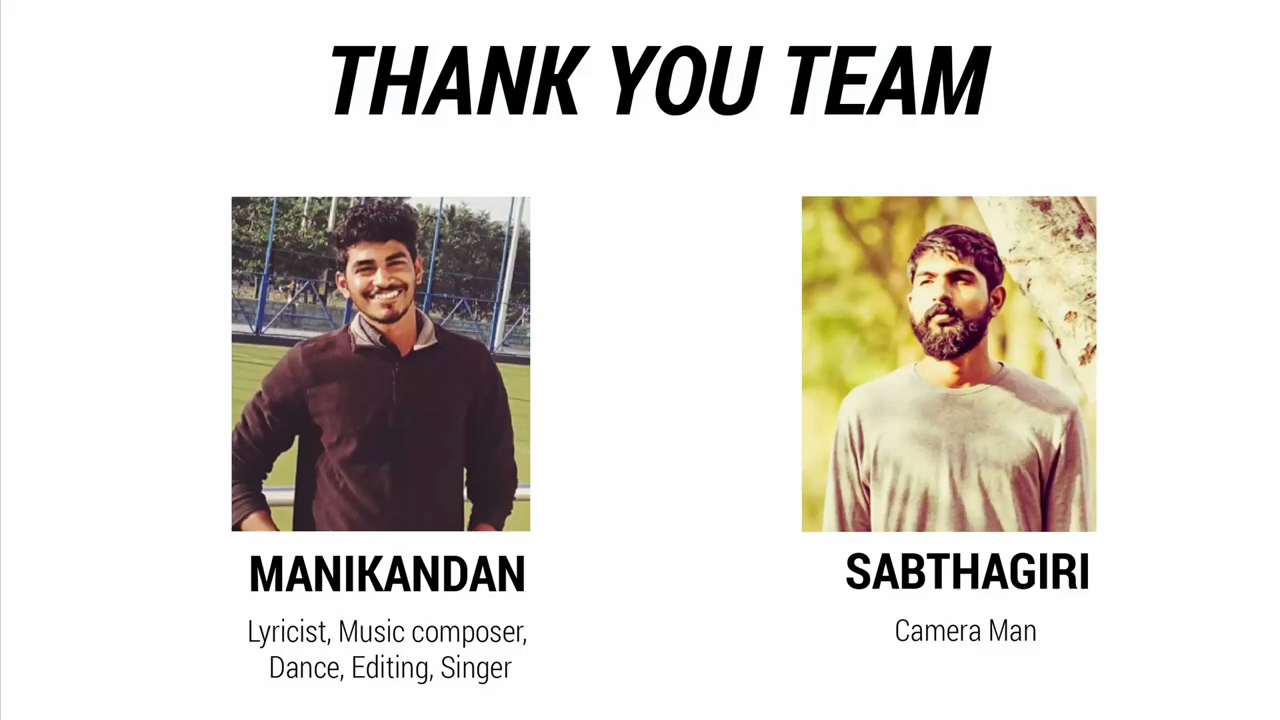 THANK YOU TEAM
MANIKANDAN
Lyricist, Music composer,
Dance, Editing, Singer
SABTHAGIRI
Camera Man